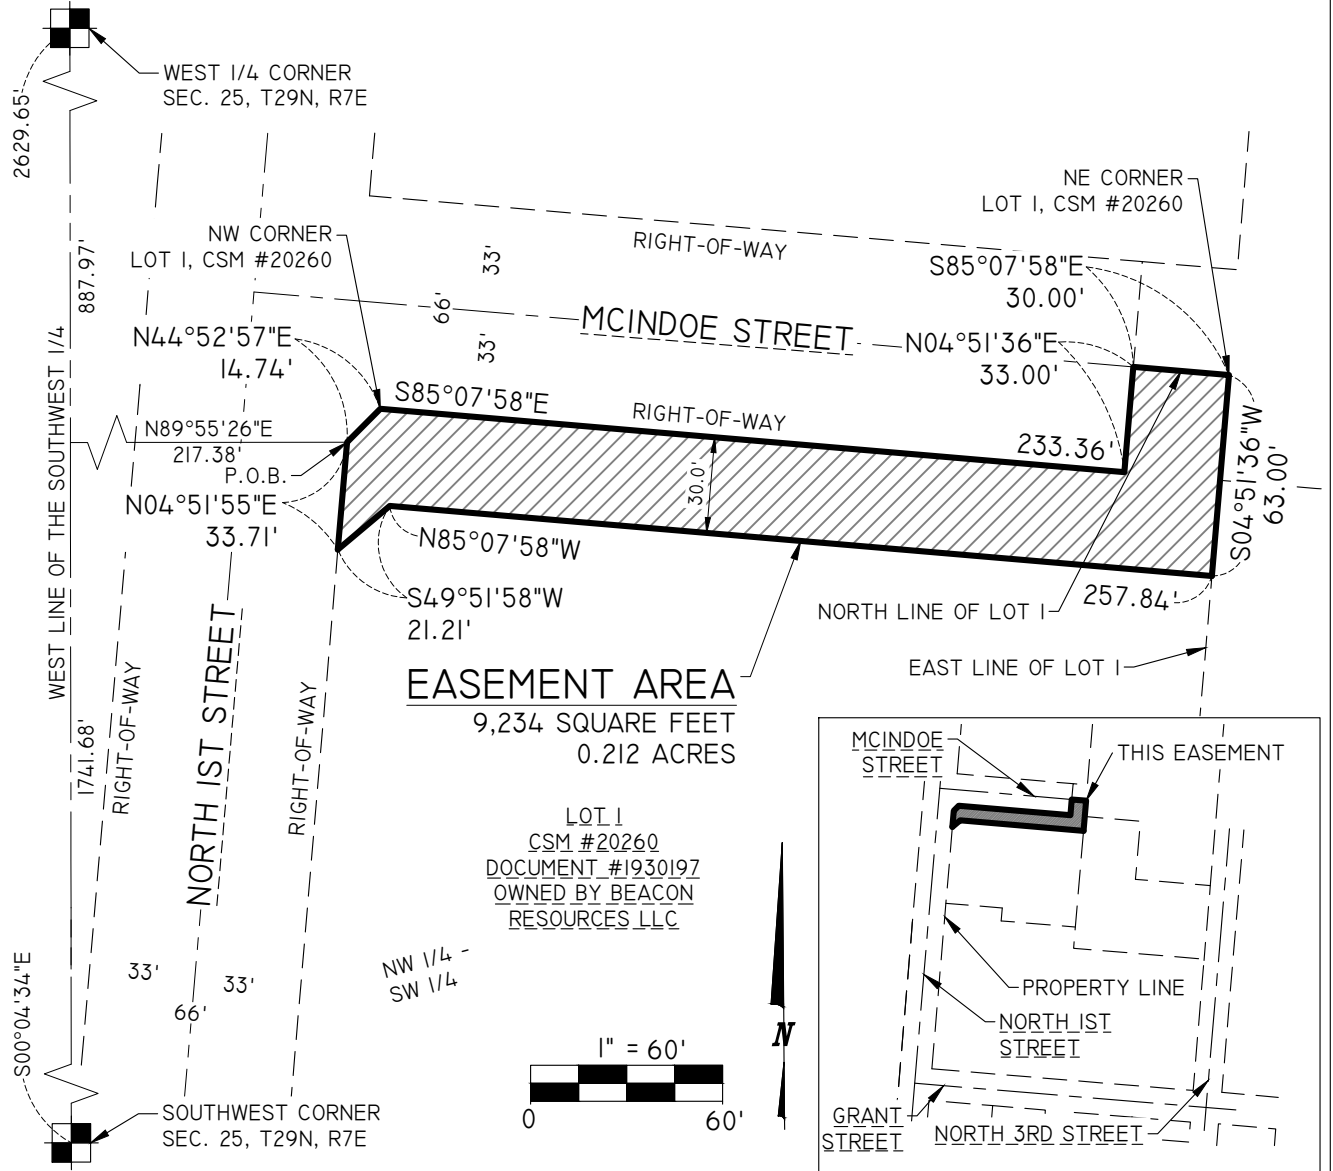 WEST 1/4 CORNER
SEC. 25, T29N, R7E
2629.65'
NE CORNER
LOT 1, CSM #20260
NW CORNER
LOT 1, CSM #20260
RIGHT-OF-WAY
33'
66'
33'
S85°07'58"E
30.00'
887.97'
MCINDOE STREET
N44°52'57"E
14.74'
N04°51'36"E
33.00'
S85°07'58"E
RIGHT-OF-WAY
233.36'
N89°55'26"E
217.38'
P.O.B.
30.0'
S04°51'36"W
63.00'
N04°51'55"E
33.71'
N85°07'58"W
S49°51'58"W
21.21'
257.84'
NORTH LINE OF LOT 1
EAST LINE OF LOT 1
WEST LINE OF THE SOUTHWEST 1/4
EASEMENT AREA
9,234 SQUARE FEET
0.212 ACRES
1741.68'
RIGHT-OF-WAY
NORTH 1ST STREET
RIGHT-OF-WAY
LOT 1
CSM #20260
DOCUMENT #1930197
OWNED BY BEACON
RESOURCES LLC
NW 1/4 -
SW 1/4
33'
33'
66'
S00°04'34"E
SOUTHWEST CORNER
SEC. 25, T29N, R7E
1" = 60'
0
60'
N
MCINDOE
STREET
THIS EASEMENT
PROPERTY LINE
NORTH 1ST
STREET
GRANT
STREET
NORTH 3RD STREET